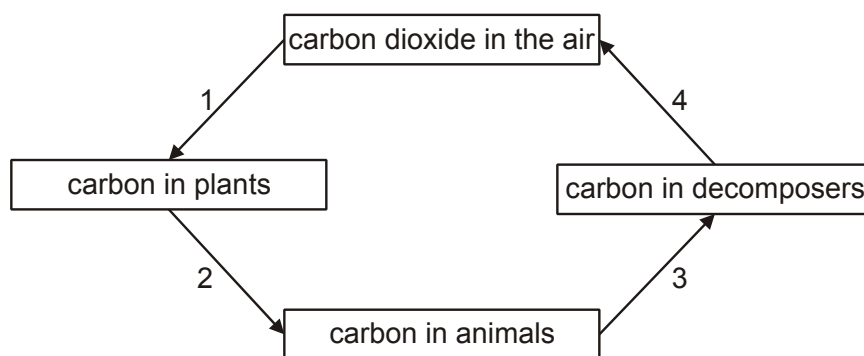 carbon dioxide in the air
1
4
carbon in plants
carbon in decomposers
2
3
carbon in animals